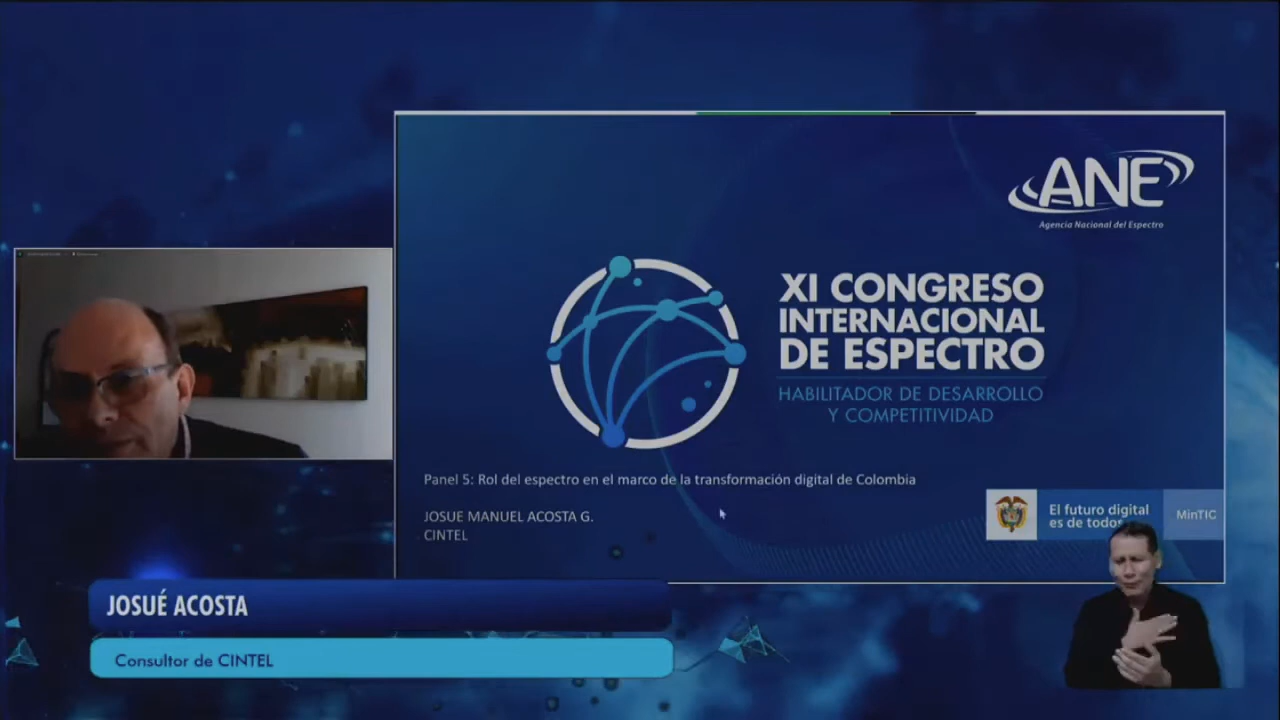 ANE
Agencia Nacional del Espectro
XI CONGRESO
INTERNACIONAL
DE ESPECTRO
HABILITADOR DE DESARROLLO
Y COMPETITIVIDAD
Panel 5: Rol del espectro en el marco de la transformación digital de Colombia
JOSUE MANUEL ACOSTA G.
CINTEL
El futuro digital
es de todos
MinTIC
JOSUÉ ACOSTA
Consultor de CINTEL